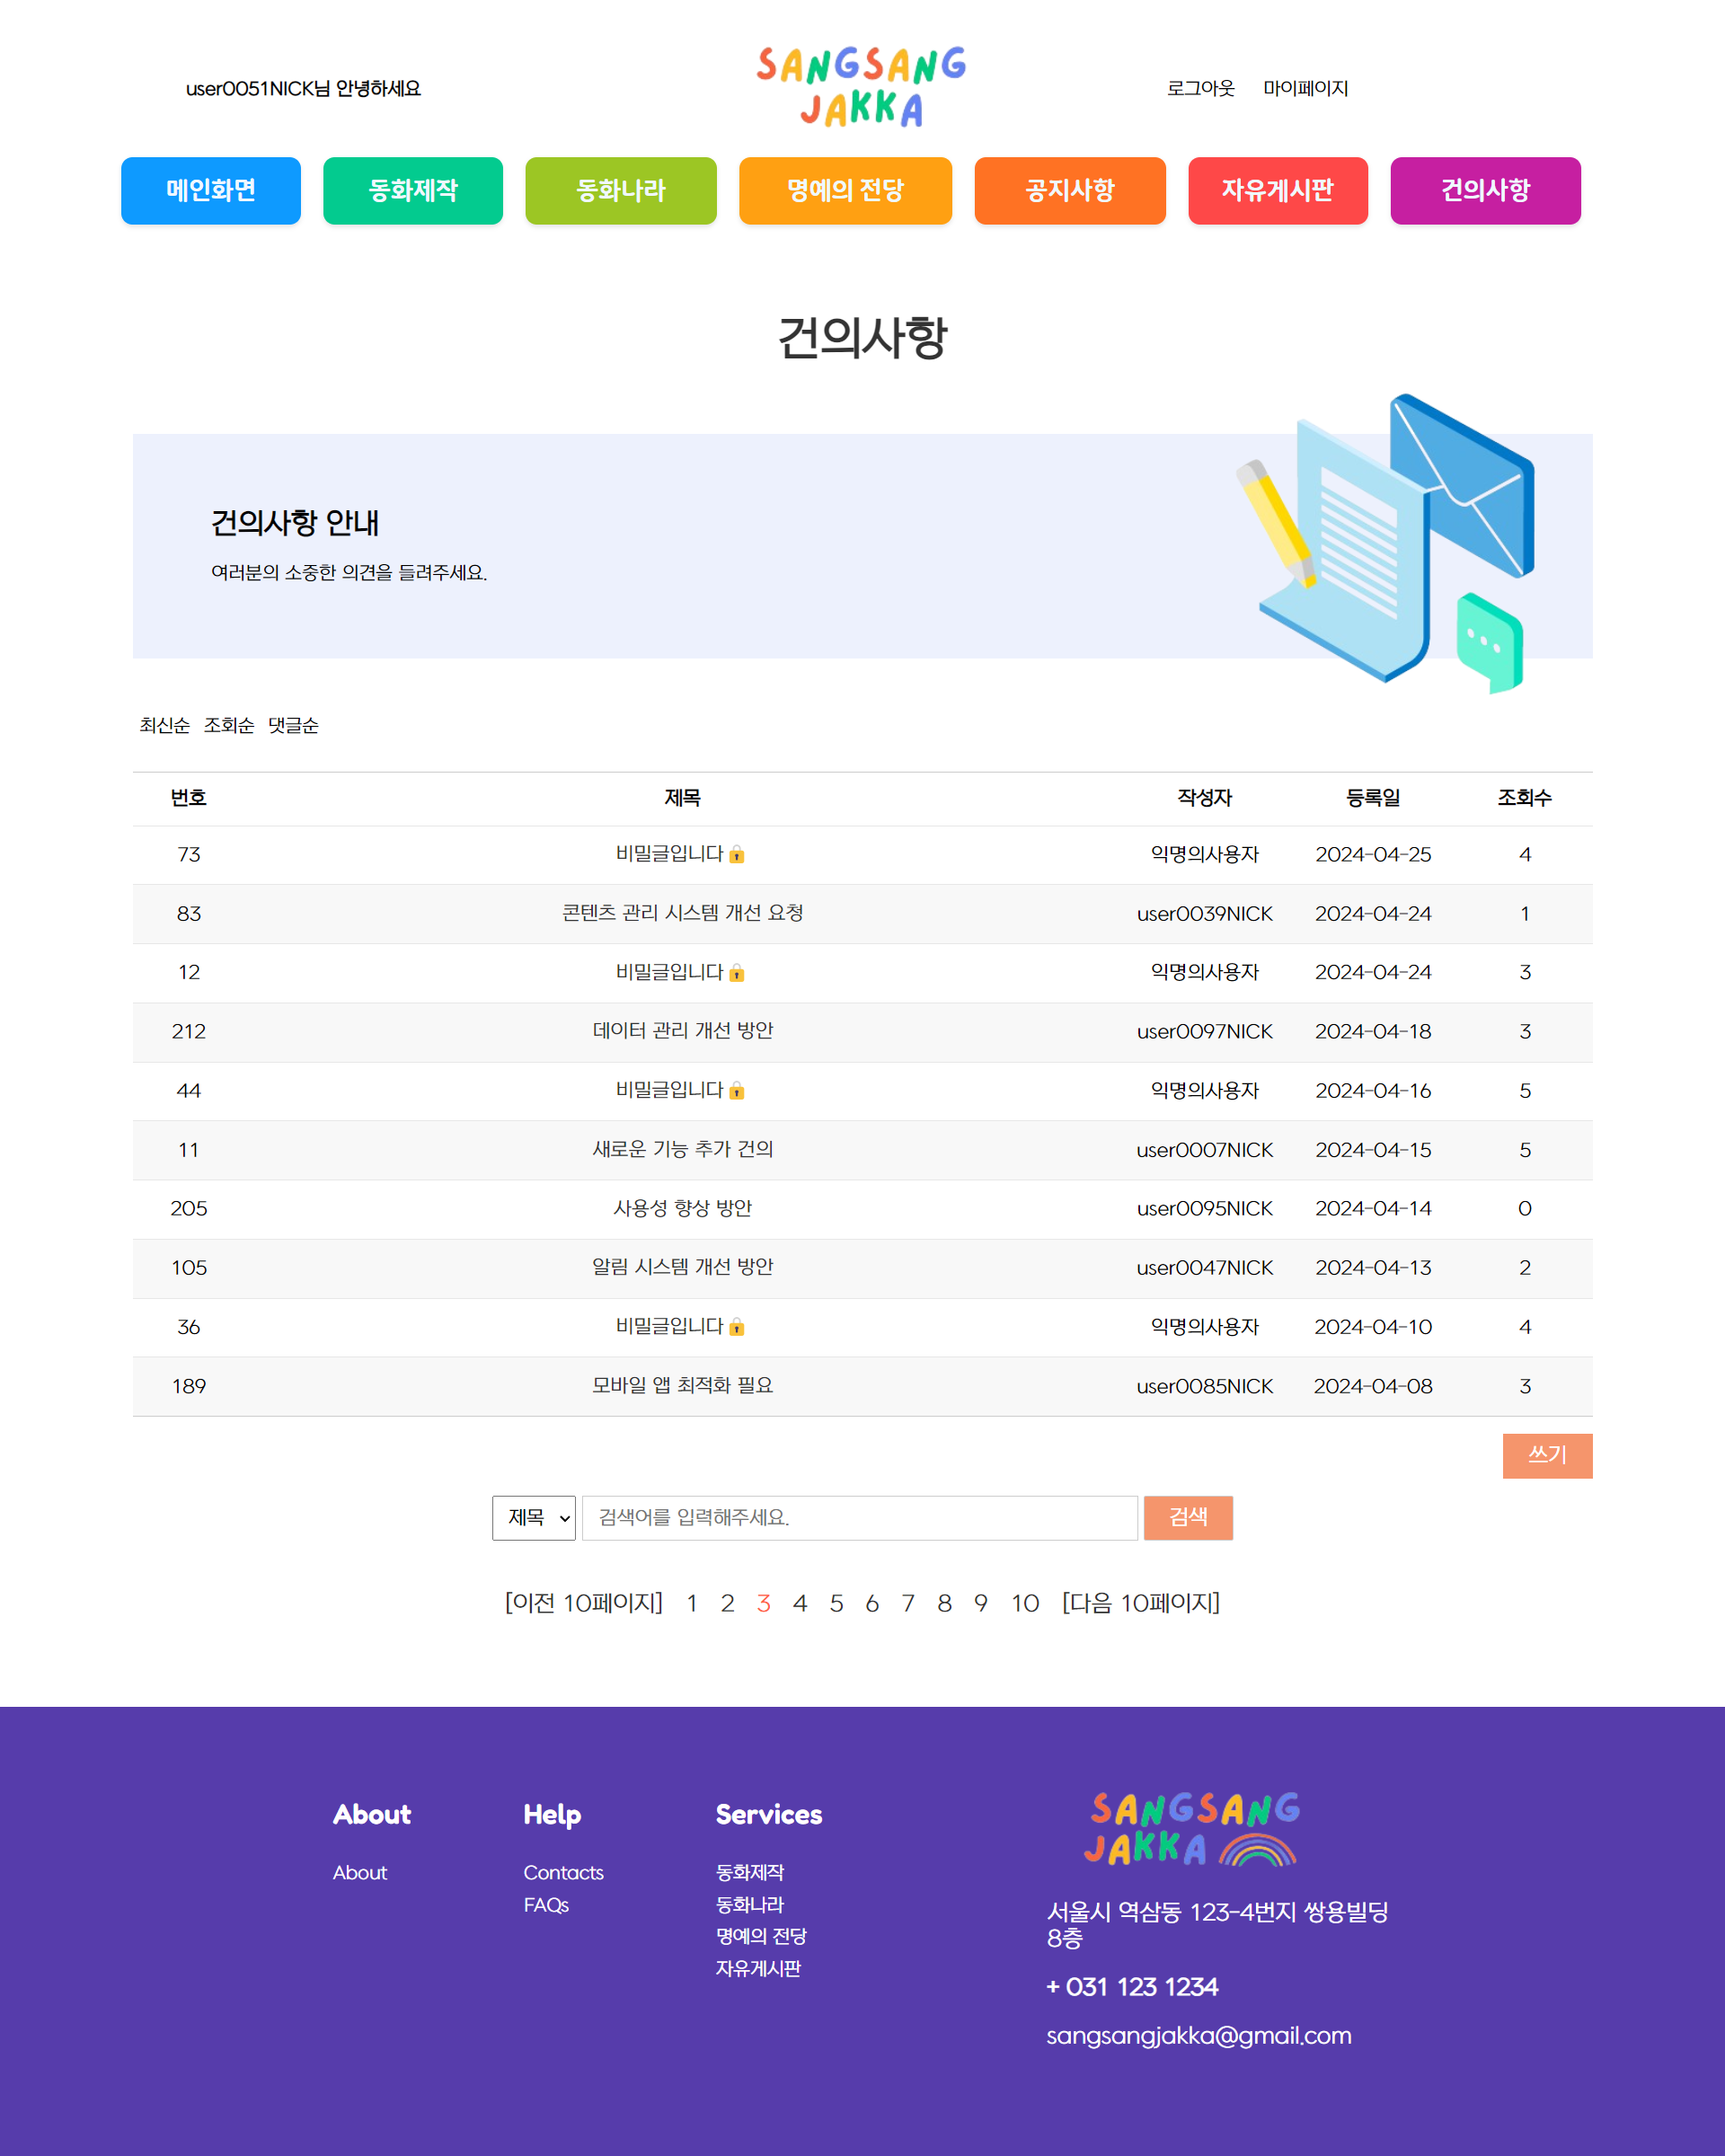 user0051NICK님 안녕하세요
SANGSANG
JAKKA
로그아웃 마이페이지
메인화면 동화제작 동화나라 명예의 전당 공지사항 자유게시판 건의사항
건의사항
건의사항 안내
여러분의 소중한 의견을 들려주세요.
최신순 조회순 댓글순
번호 제목 작성자 등록일 조회수
73 비밀글입니다 익명의사용자 2024-04-25 4
83 콘텐츠 관리 시스템 개선 요청 user0039NICK 2024-04-24 1
12 비밀글입니다 익명의사용자 2024-04-24 3
212 데이터 관리 개선 방안 user0097NICK 2024-04-18 3
44 비밀글입니다 익명의사용자 2024-04-16 5
11 새로운 기능 추가 건의 user0007NICK 2024-04-15 5
205 사용성 향상 방안 user0095NICK 2024-04-14 0
105 알림 시스템 개선 방안 user0047NICK 2024-04-13 2
36 비밀글입니다 익명의사용자 2024-04-10 4
189 모바일 앱 최적화 필요 user0085NICK 2024-04-08 3
쓰기
제목 검색어를 입력해주세요. 검색
[이전 10페이지] 1 2 3 4 5 6 7 8 9 10 [다음 10페이지]
About
About
Help
Contacts
FAQs
Services
동화제작
동화나라
명예의 전당
자유게시판
SANGSANG
JAKKA
서울시 역삼동 123-4번지 쌍용빌딩
8층
+ 031 123 1234
sangsangjakka@gmail.com